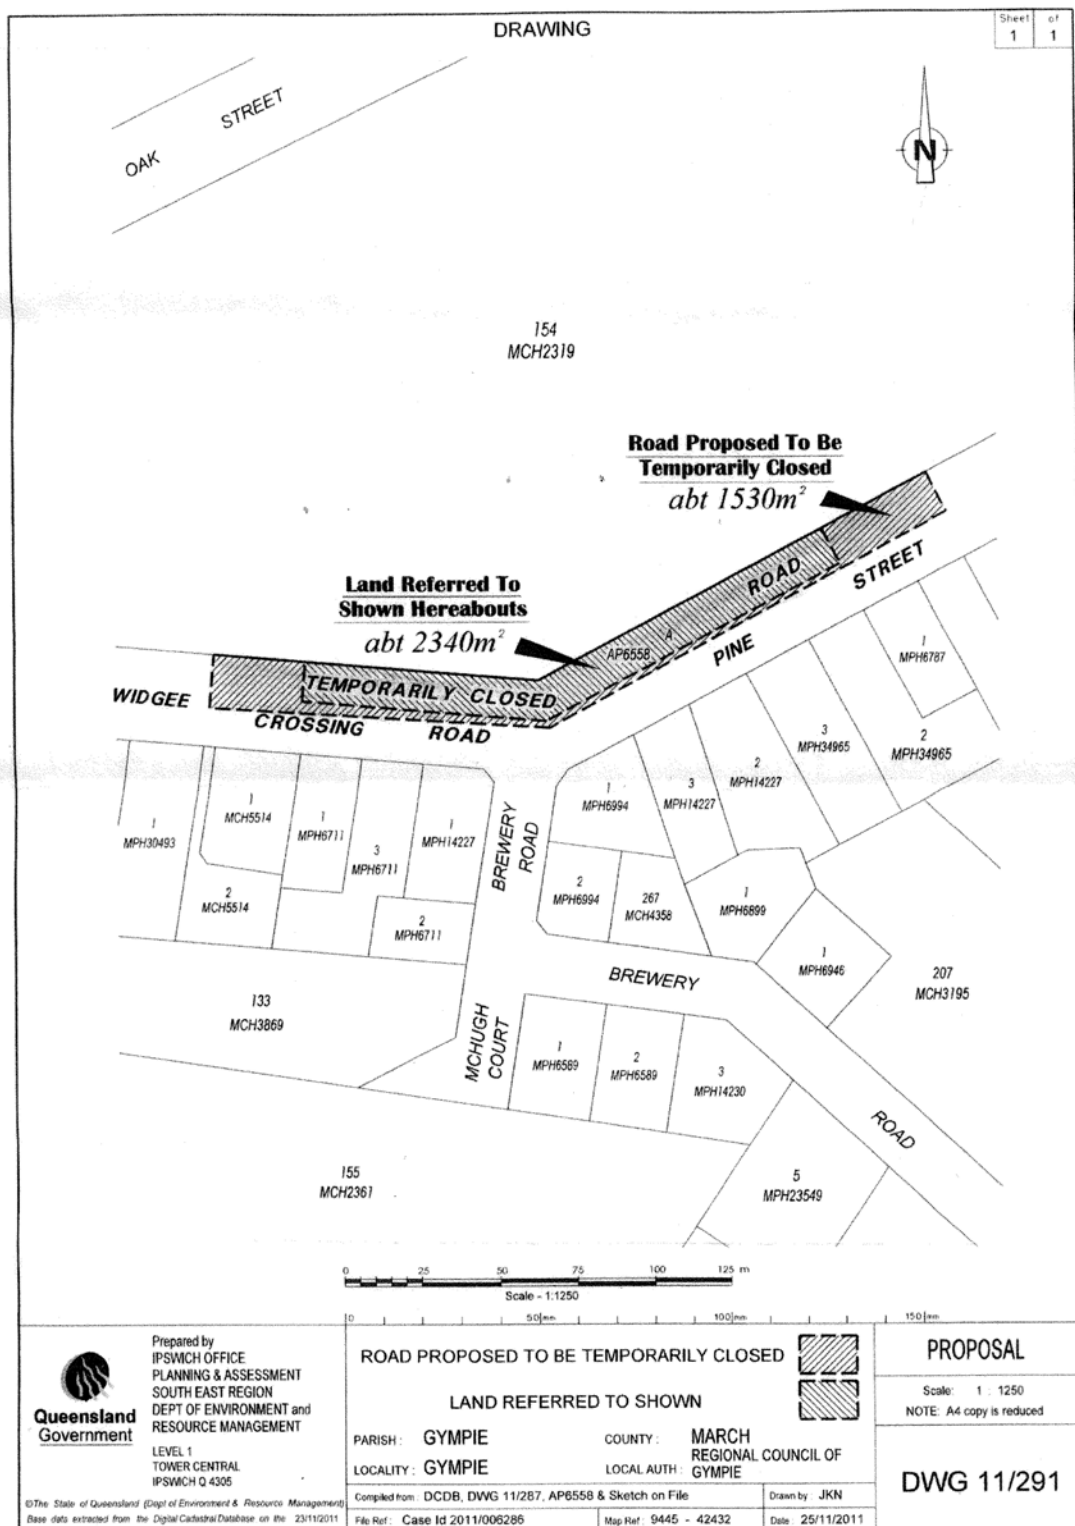 DRAWING
Sheet of
1 1
OAK STREET
N
154
MCH2319
Road Proposed To Be
Temporarily Closed
abt 1530m²
Land Referred To
Shown Hereabouts
abt 2340m²
ROAD
STREET
A
AP6558
PINE
TEMPORARILY CLOSED
WIDGEE
CROSSING ROAD
1
MPH6787
2
MPH34965
3
MPH34965
2
MPH14227
3
MPH14227
1
MPH6994
1
MPH30493
1
MCH5514
1
MPH6711
3
MPH6711
1
MPH14227
BREWERY
ROAD
2
MCH5514
2
MPH6711
2
MPH6994
267
MCH4358
1
MPH6899
1
MPH6946
207
MCH3195
BREWERY
133
MCH3869
MCHUGH
COURT
1
MPH6589
2
MPH6589
3
MPH14230
ROAD
155
MCH2361
5
MPH23549
0 25 50 75 100 125 m
Scale - 1:1250
0 50mm 100mm 150mm
Prepared by
IPSWICH OFFICE
PLANNING & ASSESSMENT
SOUTH EAST REGION
DEPT OF ENVIRONMENT and
RESOURCE MANAGEMENT
LEVEL 1
TOWER CENTRAL
IPSWICH Q 4305
Queensland
Government
©The State of Queensland (Dept of Environment & Resource Management)
Base data extracted from the Digital Cadastral Database on the 23/11/2011
ROAD PROPOSED TO BE TEMPORARILY CLOSED
LAND REFERRED TO SHOWN
PARISH : GYMPIE
COUNTY : MARCH
LOCALITY : GYMPIE
LOCAL AUTH : REGIONAL COUNCIL OF
GYMPIE
Compiled from : DCDB, DWG 11/287, AP6558 & Sketch on File
Drawn by : JKN
File Ref : Case Id 2011/006286
Map Ref : 9445 - 42432
Date : 25/11/2011
PROPOSAL
Scale: 1 : 1250
NOTE: A4 copy is reduced
DWG 11/291